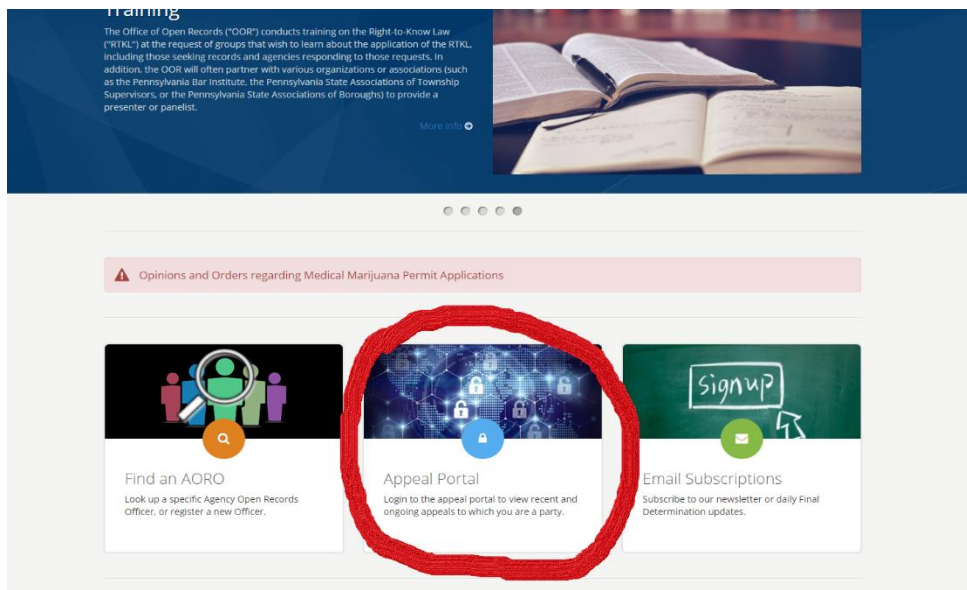 Training
The Office of Open Records ("OOR") conducts training on the Right-to-Know Law
("RTKL") at the request of groups that wish to learn about the application of the RTKL,
including those seeking records and agencies responding to those requests. In
addition, the OOR will often partner with various organizations or associations (such
as the Pennsylvania Bar Institute, the Pennsylvania State Associations of Township
Supervisors, or the Pennsylvania State Associations of Boroughs) to provide a
presenter or panelist.
More Info
Opinions and Orders regarding Medical Marijuana Permit Applications
Find an AORO
Look up a specific Agency Open Records
Officer, or register a new Officer.
Appeal Portal
Login to the appeal portal to view recent and
ongoing appeals to which you are a party.
signup
Email Subscriptions
Subscribe to our newsletter or daily Final
Determination updates.